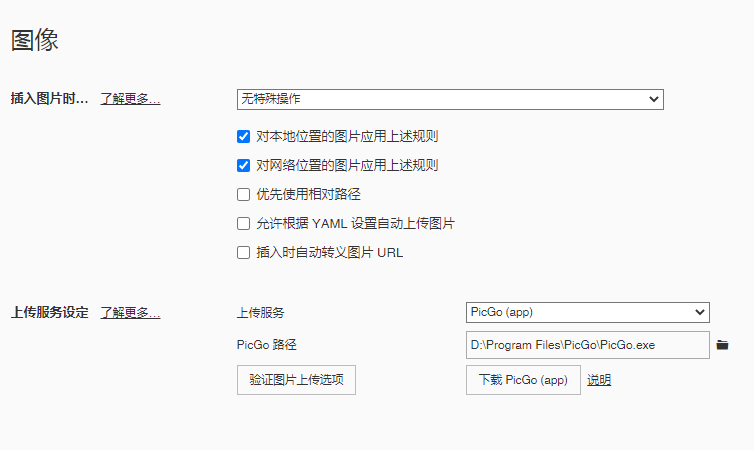 图像
插入图片时... 了解更多... 无特殊操作
对本地位置的图片应用上述规则
对网络位置的图片应用上述规则
优先使用相对路径
允许根据 YAML 设置自动上传图片
插入时自动转义图片 URL
上传服务设定 了解更多... 上传服务 PicGo (app)
PicGo 路径 D:\Program Files\PicGo\PicGo.exe
验证图片上传选项 下载 PicGo (app) 说明